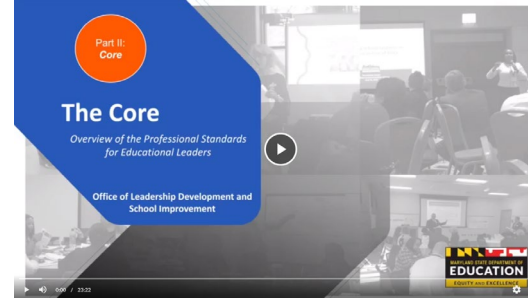 Part II:
Core
The Core
Overview of the Professional Standards
for Educational Leaders
Office of Leadership Development and
School Improvement
MARYLAND STATE DEPARTMENT OF
EDUCATION
EQUITY AND EXCELLENCE
0:00 / 23:22